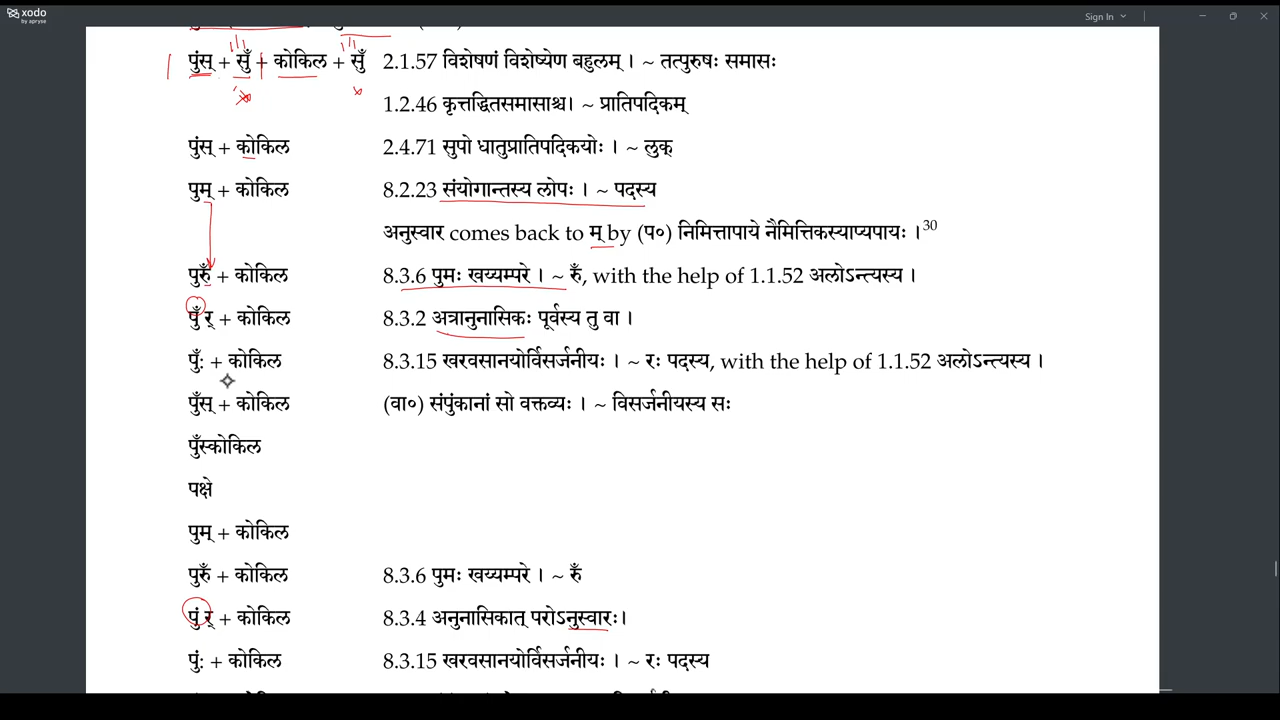 xodo
by apryse
Sign In
पुंस् + सुँ + कोकिल + सुँ 2.1.57 विशेषणं विशेष्येण बहुलम् । ~ तत्पुरुषः समासः
1.2.46 कृत्तद्धितसमासाश्च। ~ प्रातिपदिकम्
पुंस् + कोकिल 2.4.71 सुपो धातुप्रातिपदिकयोः । ~ लुक्
पुम् + कोकिल 8.2.23 संयोगान्तस्य लोपः । ~ पदस्य
अनुस्वार comes back to म् by (प०) निमित्तापाये नैमित्तिकस्याप्यपायः ।30
पुरुँ + कोकिल 8.3.6 पुमः खय्यम्परे । ~ रुँ, with the help of 1.1.52 अलोऽन्त्यस्य ।
पुँ र् + कोकिल 8.3.2 अत्रानुनासिकः पूर्वस्य तु वा ।
पुँ: + कोकिल 8.3.15 खरवसानयोर्विसर्जनीयः । ~ रः पदस्य, with the help of 1.1.52 अलोऽन्त्यस्य ।
पुँस् + कोकिल (वा०) संपुंकानां सो वक्तव्यः । ~ विसर्जनीयस्य सः
पुँस्कोकिल
पक्षे
पुम् + कोकिल
पुरुँ + कोकिल 8.3.6 पुमः खय्यम्परे । ~ रुँ
पुं र् + कोकिल 8.3.4 अनुनासिकात् परोऽनुस्वारः।
पुं: + कोकिल 8.3.15 खरवसानयोर्विसर्जनीयः । ~ रः पदस्य